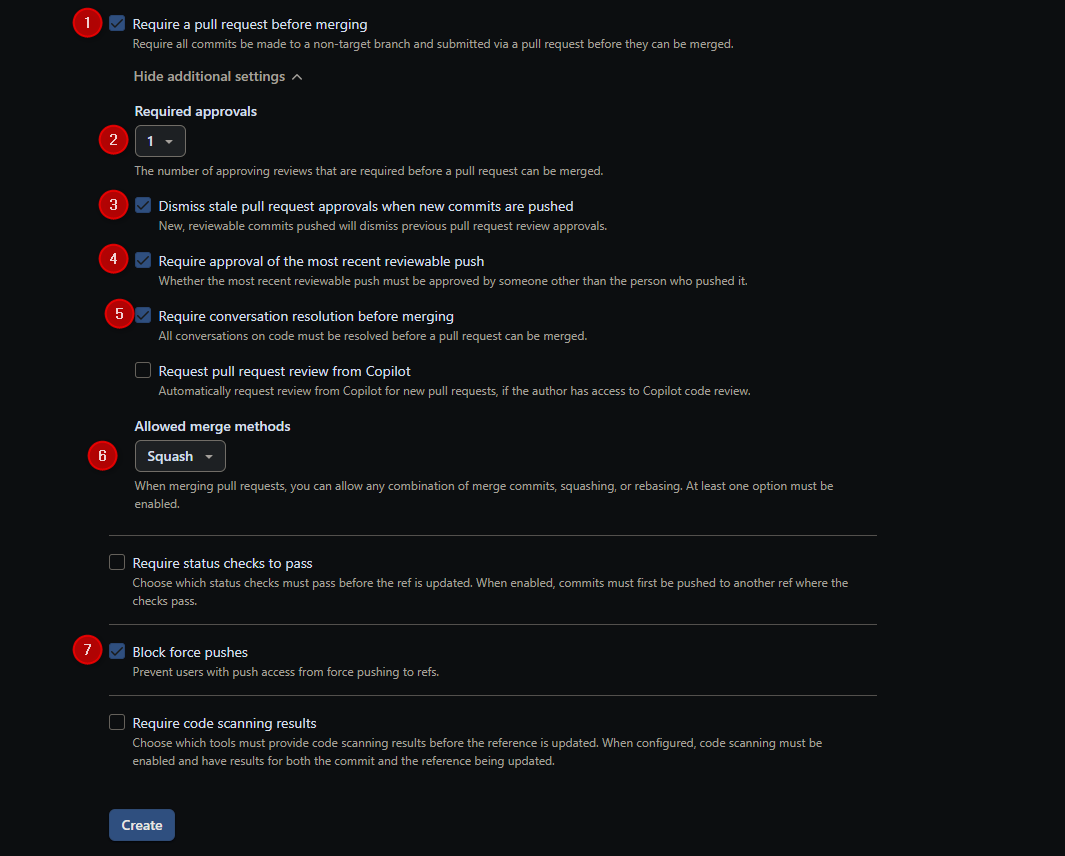 1 Require a pull request before merging
Require all commits be made to a non-target branch and submitted via a pull request before they can be merged.
Hide additional settings
Required approvals
2 1
The number of approving reviews that are required before a pull request can be merged.
3 Dismiss stale pull request approvals when new commits are pushed
New, reviewable commits pushed will dismiss previous pull request review approvals.
4 Require approval of the most recent reviewable push
Whether the most recent reviewable push must be approved by someone other than the person who pushed it.
5 Require conversation resolution before merging
All conversations on code must be resolved before a pull request can be merged.
Request pull request review from Copilot
Automatically request review from Copilot for new pull requests, if the author has access to Copilot code review.
Allowed merge methods
6 Squash
When merging pull requests, you can allow any combination of merge commits, squashing, or rebasing. At least one option must be
enabled.
Require status checks to pass
Choose which status checks must pass before the ref is updated. When enabled, commits must first be pushed to another ref where the
checks pass.
7 Block force pushes
Prevent users with push access from force pushing to refs.
Require code scanning results
Choose which tools must provide code scanning results before the reference is updated. When configured, code scanning must be
enabled and have results for both the commit and the reference being updated.
Create